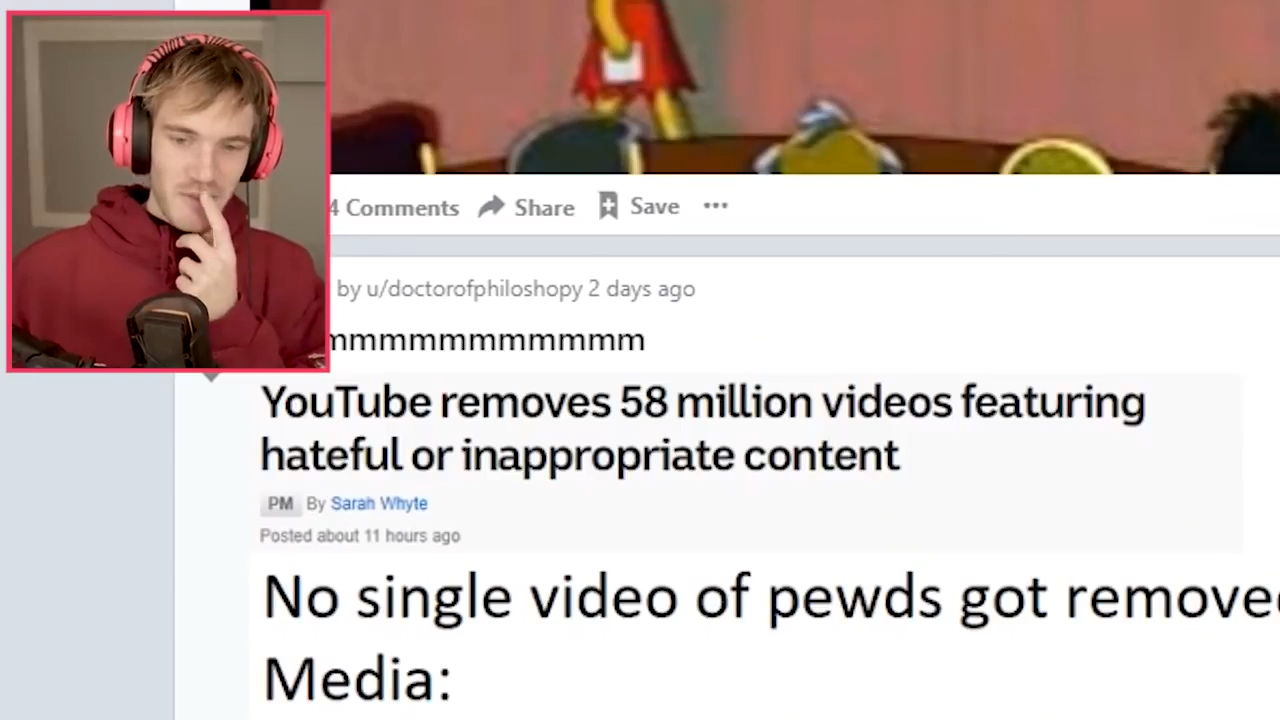 4 Comments Share Save
by u/doctorofphiloshopy 2 days ago
mmmmmmmmmmm
YouTube removes 58 million videos featuring
hateful or inappropriate content
PM By Sarah Whyte
Posted about 11 hours ago
No single video of pewds got remove
Media: